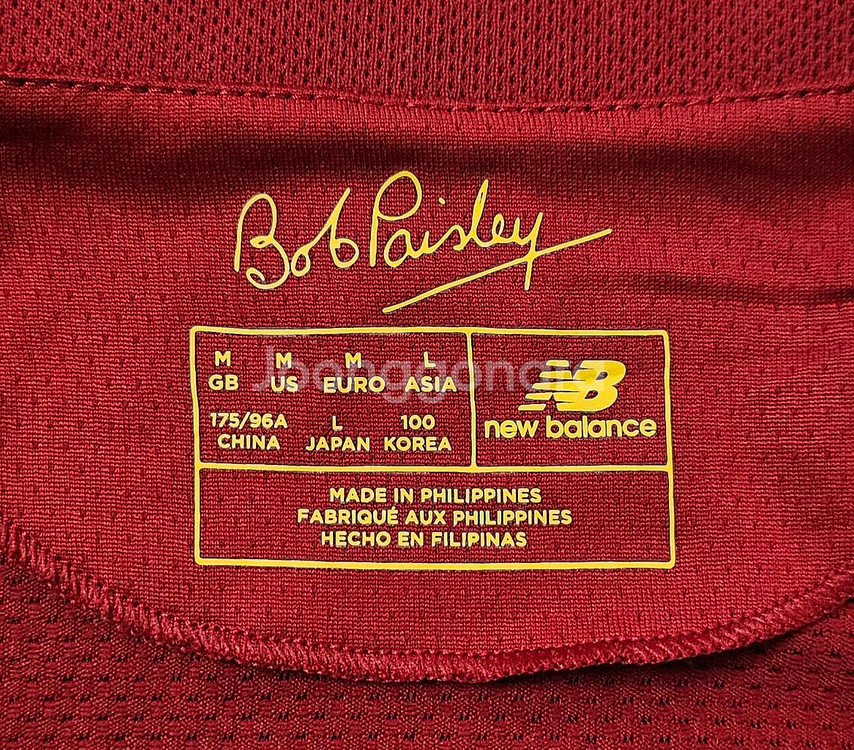 Bob Paisley
M M M L
GB US EURO ASIA
175/96A L 100
CHINA JAPAN KOREA
NB
new balance
MADE IN PHILIPPINES
FABRIQUÉ AUX PHILIPPINES
HECHO EN FILIPINAS